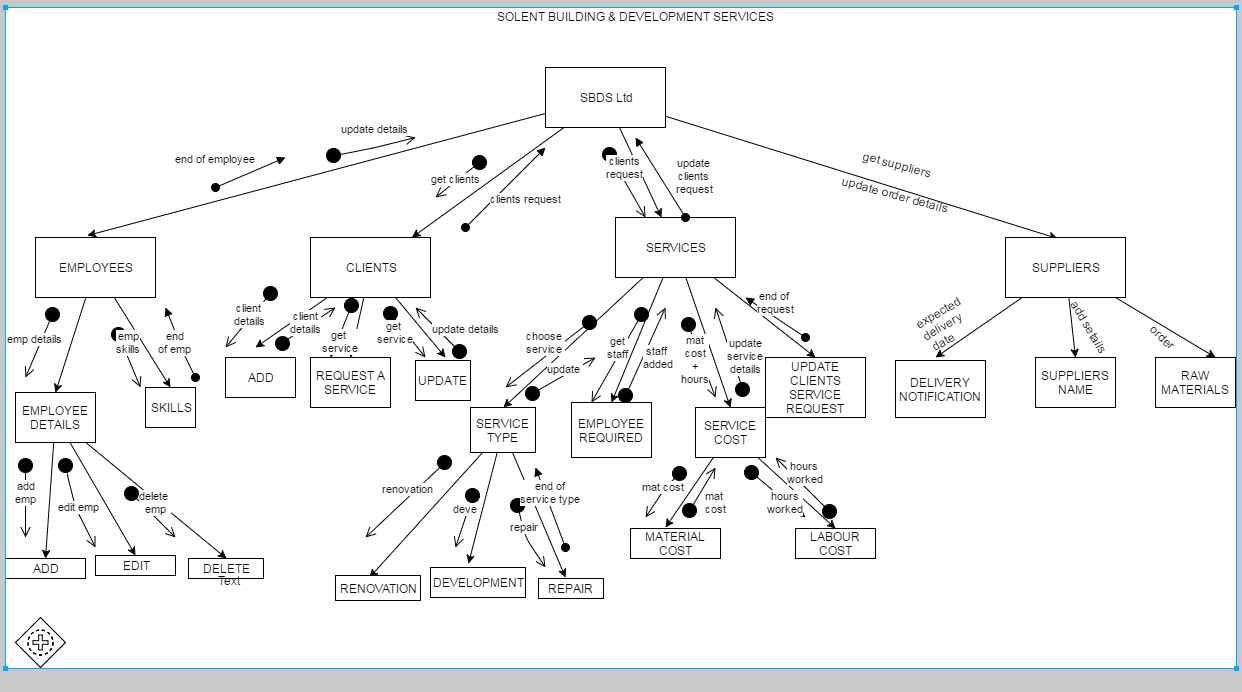 SOLENT BUILDING & DEVELOPMENT SERVICES
SBDS Ltd
update details
end of employee
get clients
clients request
clients
request
update
clients
request
get suppliers
update order details
EMPLOYEES
CLIENTS
SERVICES
SUPPLIERS
emp details
emp
skills
end
of emp
client
details
client
details
get
service
get
service
update details
choose
service
update
get
staff
staff
added
mat
cost
+
hours
update
service
details
end of
request
expected
delivery
date
add setails
order
EMPLOYEE
DETAILS
SKILLS
ADD
REQUEST A
SERVICE
UPDATE
SERVICE
TYPE
EMPLOYEE
REQUIRED
SERVICE
COST
UPDATE
CLIENTS
SERVICE
REQUEST
DELIVERY
NOTIFICATION
SUPPLIERS
NAME
RAW
MATERIALS
add
emp
edit emp
delete
emp
renovation
deve
repair
end of
service type
mat cost
mat
cost
hours
worked
hours
worked
ADD
EDIT
DELETE
Text
RENOVATION
DEVELOPMENT
REPAIR
MATERIAL
COST
LABOUR
COST